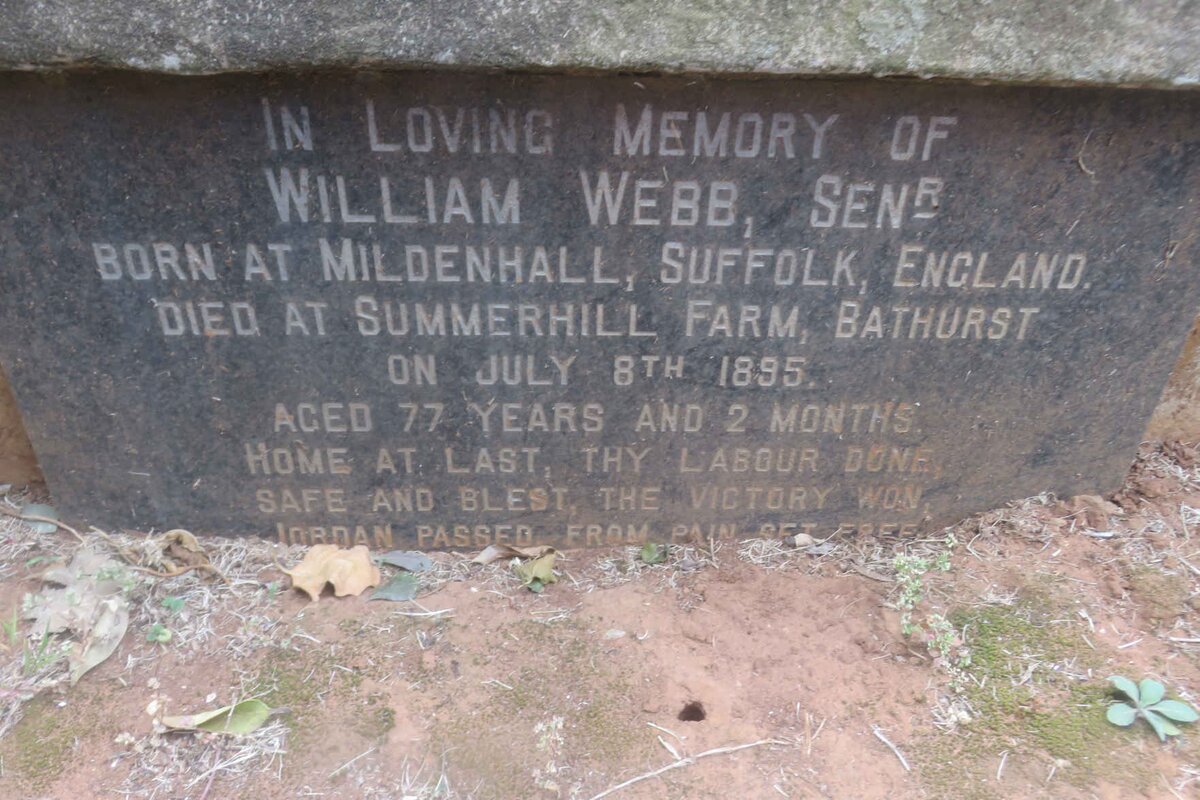 IN LOVING MEMORY OF
WILLIAM WEBB, SENR
BORN AT MILDENHALL, SUFFOLK, ENGLAND.
DIED AT SUMMERHILL FARM, BATHURST
ON JULY 8TH 1895.
AGED 77 YEARS AND 2 MONTHS.
HOME AT LAST, THY LABOUR DONE,
SAFE AND BLEST, THE VICTORY WON,
JORDAN PASSED, FROM PAIN SET FREE